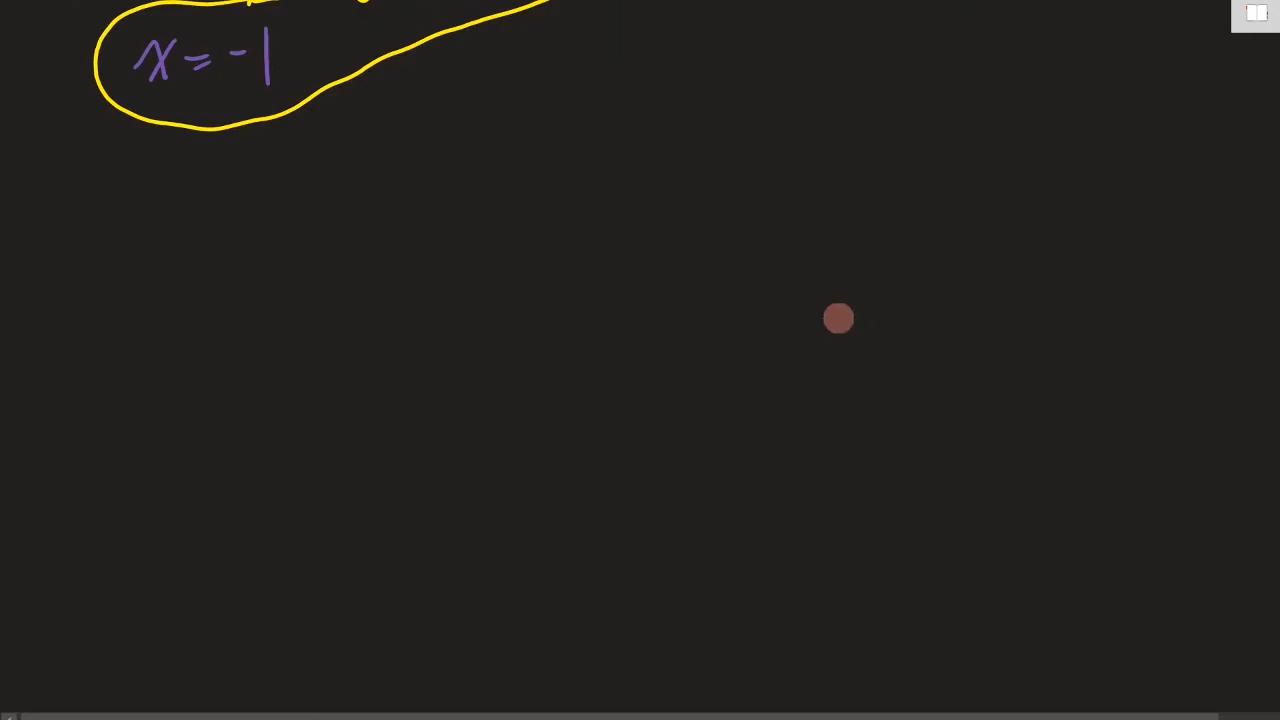 x = -1